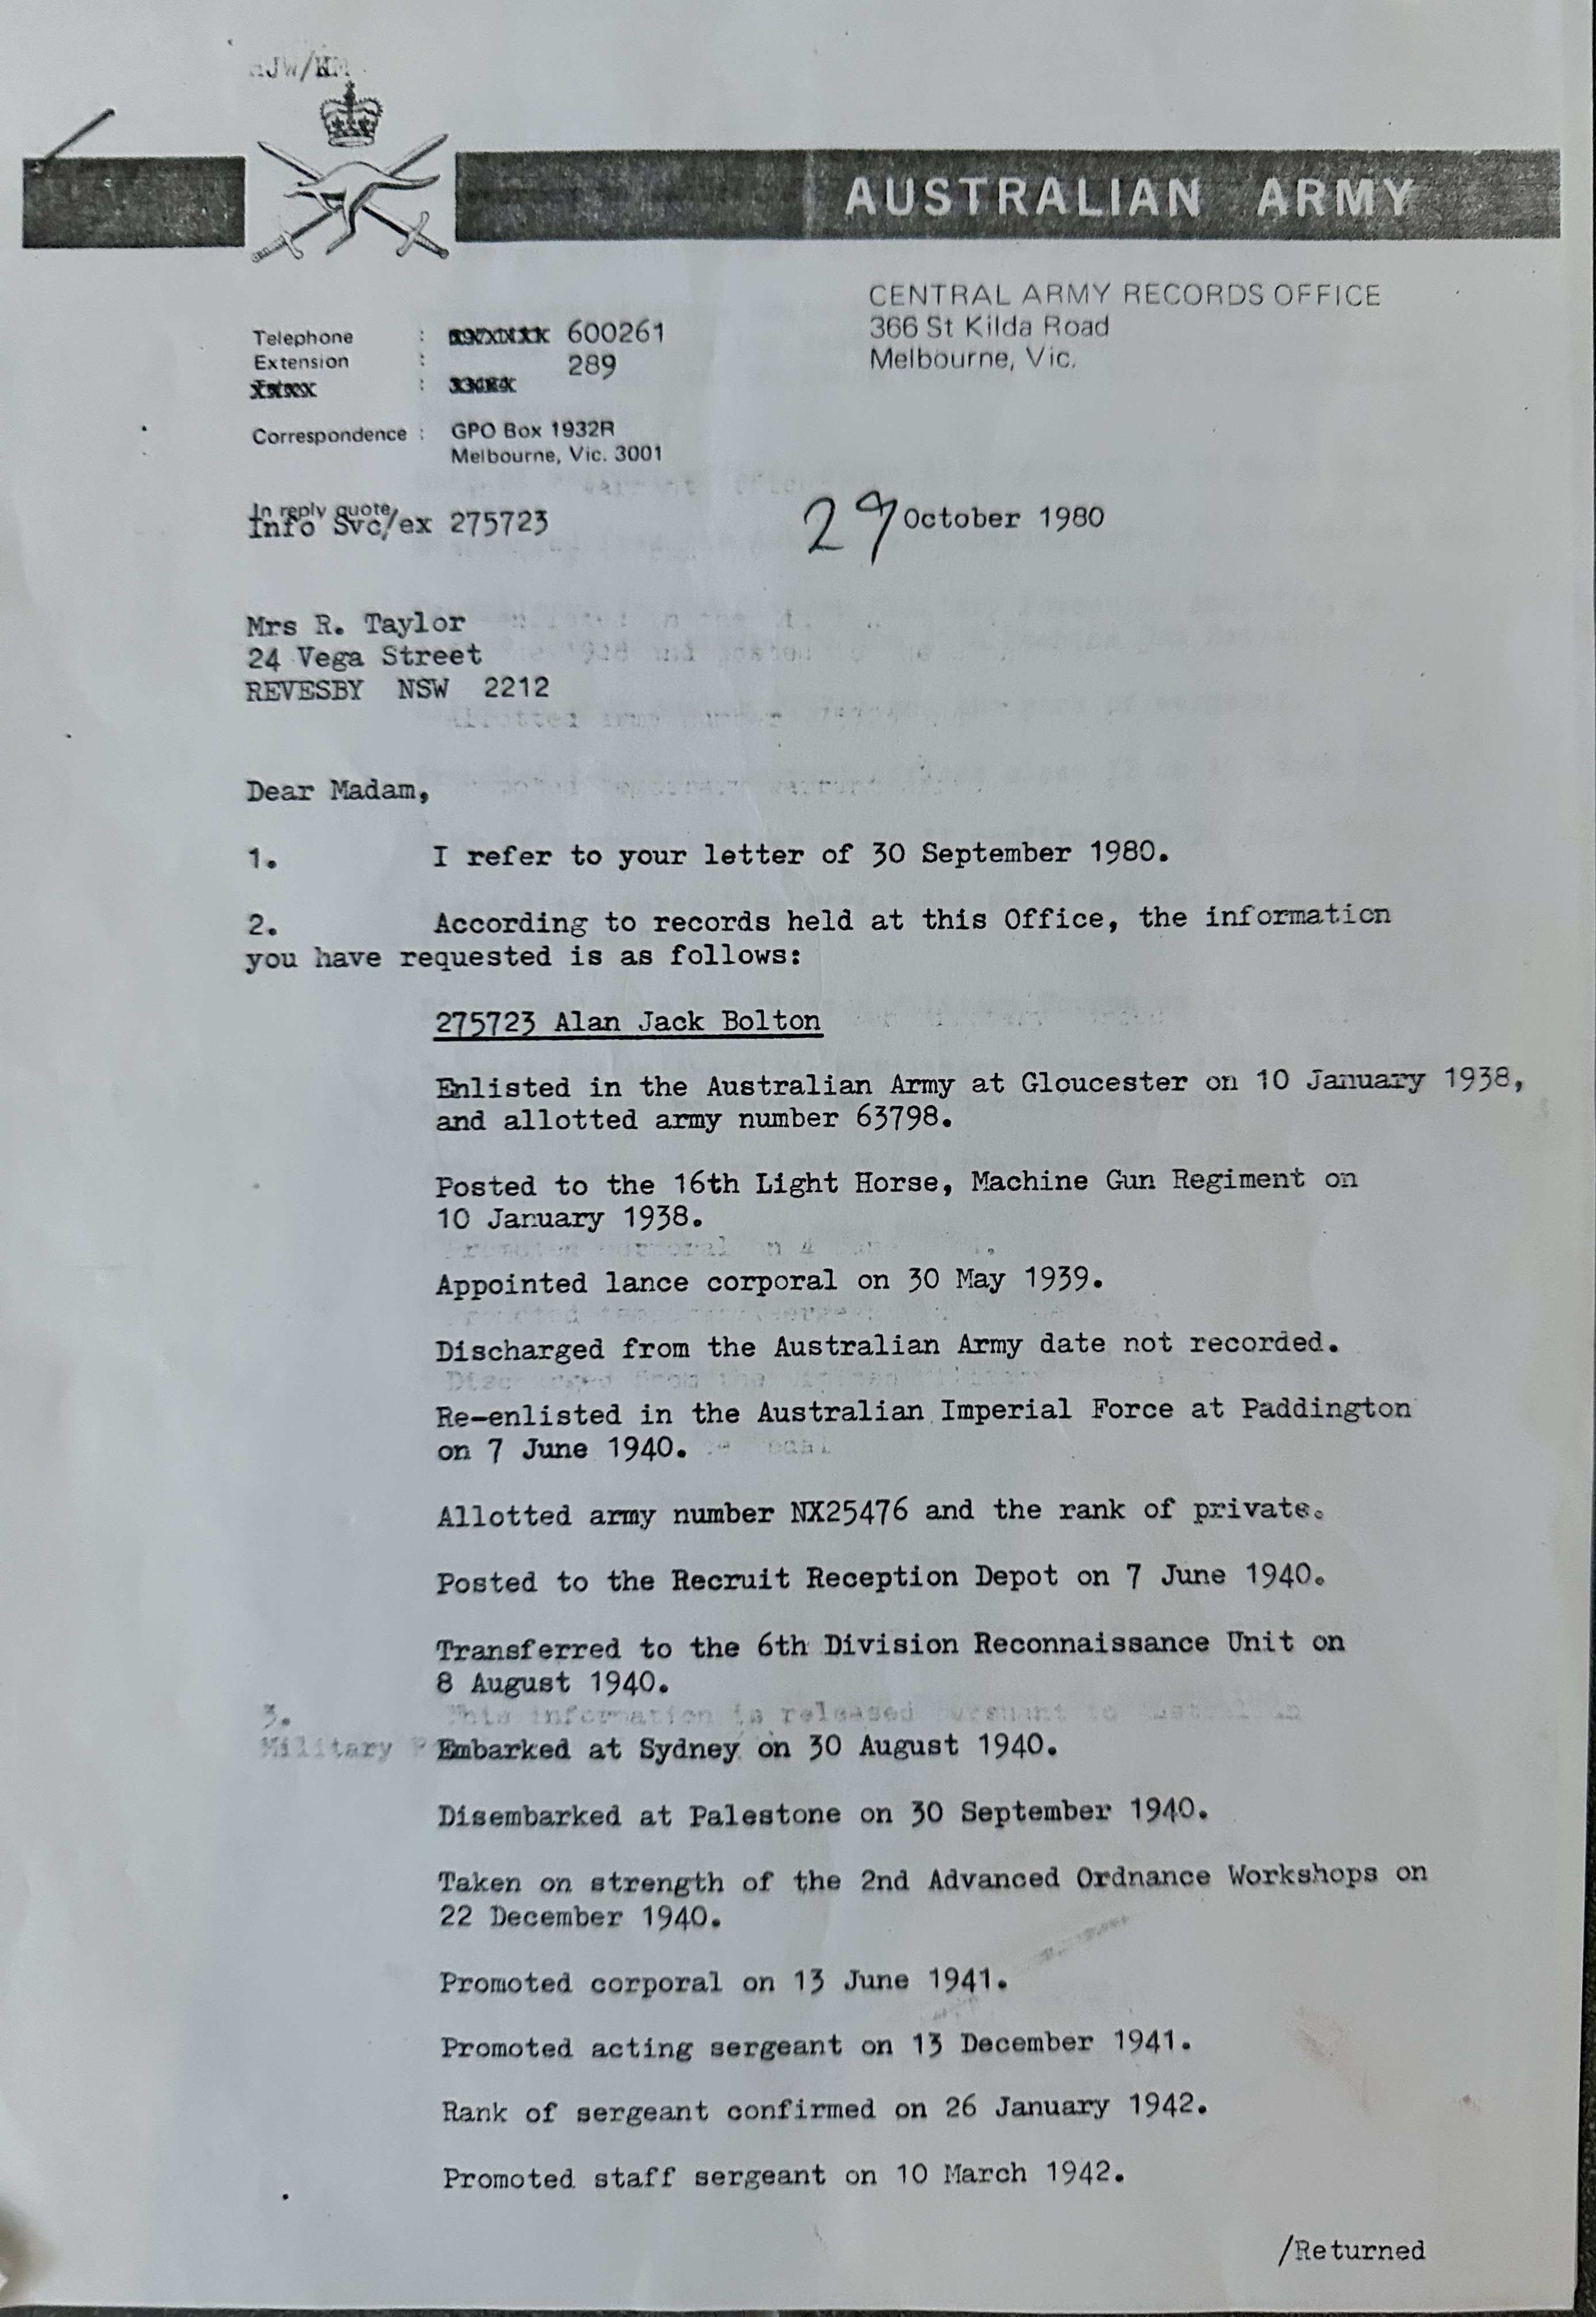 AUSTRALIAN ARMY
CENTRAL ARMY RECORDS OFFICE
366 St Kilda Road
Melbourne, Vic.
Telephone : 600261
Extension : 289
Correspondence : GPO Box 1932R
Melbourne, Vic. 3001
In reply quote
Info Svc/ex 275723
29 October 1980
Mrs R. Taylor
24 Vega Street
REVESBY NSW 2212
Dear Madam,
1. I refer to your letter of 30 September 1980.
2. According to records held at this Office, the information
you have requested is as follows:
275723 Alan Jack Bolton
Enlisted in the Australian Army at Gloucester on 10 January 1938,
and allotted army number 63798.
Posted to the 16th Light Horse, Machine Gun Regiment on
10 January 1938.
Appointed lance corporal on 30 May 1939.
Discharged from the Australian Army date not recorded.
Re-enlisted in the Australian Imperial Force at Paddington
on 7 June 1940.
Allotted army number NX25476 and the rank of private.
Posted to the Recruit Reception Depot on 7 June 1940.
Transferred to the 6th Division Reconnaissance Unit on
8 August 1940.
3. This information is released pursuant to
Military
Embarked at Sydney on 30 August 1940.
Disembarked at Palestone on 30 September 1940.
Taken on strength of the 2nd Advanced Ordnance Workshops on
22 December 1940.
Promoted corporal on 13 June 1941.
Promoted acting sergeant on 13 December 1941.
Rank of sergeant confirmed on 26 January 1942.
Promoted staff sergeant on 10 March 1942.
/Returned